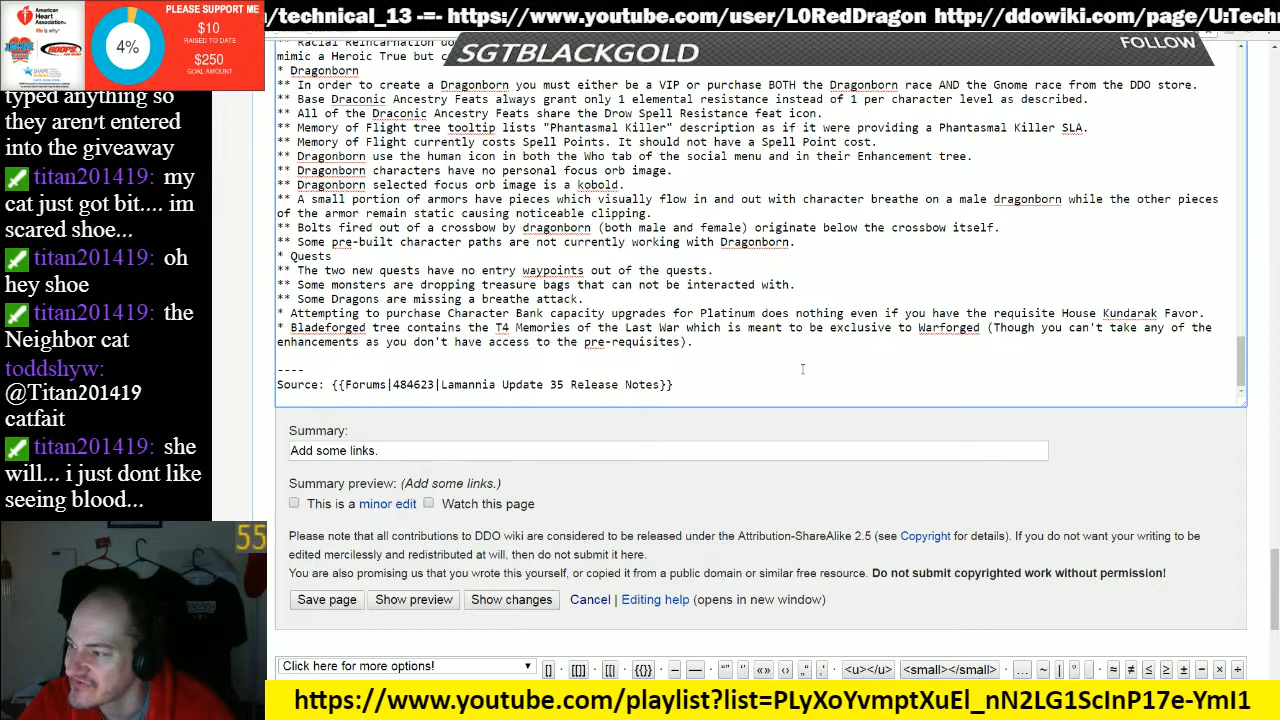 /technical_13 -=- https://www.youtube.com/user/L0RedDragon http://ddowiki.com/page/U:Techn
American Heart Association®
life is why™
HOOPS
SHAPE
4%
PLEASE SUPPORT ME
$10
RAISED TO DATE
$250
GOAL AMOUNT
SGTBLACKGOLD
FOLLOW
typed anything so
they aren't entered
into the giveaway
titan201419: my
cat just got bit.... im
scared shoe...
titan201419: oh
hey shoe
titan201419: the
Neighbor cat
toddshyw:
@Titan201419
catfait
titan201419: she
will... i just dont like
seeing blood...
55
** Racial Reincarnation do
mimic a Heroic True but c
* Dragonborn
** In order to create a Dragonborn you must either be a VIP or purchase BOTH the Dragonborn race AND the Gnome race from the DDO store.
** Base Draconic Ancestry Feats always grant only 1 elemental resistance instead of 1 per character level as described.
** All of the Draconic Ancestry Feats share the Drow Spell Resistance feat icon.
** Memory of Flight tree tooltip lists "Phantasmal Killer" description as if it were providing a Phantasmal Killer SLA.
** Memory of Flight currently costs Spell Points. It should not have a Spell Point cost.
** Dragonborn use the human icon in both the Who tab of the social menu and in their Enhancement tree.
** Dragonborn characters have no personal focus orb image.
** Dragonborn selected focus orb image is a kobold.
** A small portion of armors have pieces which visually flow in and out with character breathe on a male dragonborn while the other pieces
of the armor remain static causing noticeable clipping.
** Bolts fired out of a crossbow by dragonborn (both male and female) originate below the crossbow itself.
** Some pre-built character paths are not currently working with Dragonborn.
* Quests
** The two new quests have no entry waypoints out of the quests.
** Some monsters are dropping treasure bags that can not be interacted with.
** Some Dragons are missing a breathe attack.
* Attempting to purchase Character Bank capacity upgrades for Platinum does nothing even if you have the requisite House Kundarak Favor.
* Bladeforged tree contains the T4 Memories of the Last War which is meant to be exclusive to Warforged (Though you can't take any of the
enhancements as you don't have access to the pre-requisites).
----
Source: {{Forums|484623|Lamannia Update 35 Release Notes}}
Summary:
Add some links.
Summary preview: (Add some links.)
This is a minor edit Watch this page
Please note that all contributions to DDO wiki are considered to be released under the Attribution-ShareAlike 2.5 (see Copyright for details). If you do not want your writing to be
edited mercilessly and redistributed at will, then do not submit it here.
You are also promising us that you wrote this yourself, or copied it from a public domain or similar free resource. Do not submit copyrighted work without permission!
Save page Show preview Show changes Cancel | Editing help (opens in new window)
Click here for more options! [] · [[]] · [[| · {{}} · – · — · “” · ‘’ · «» · ‹› · „“ · ‚‘ · <u></u> · <small></small> · … · ~ · | · ° · · ≈ · ≠ · ≤ · ≥ · ± · − · × · ÷
https://www.youtube.com/playlist?list=PLyXoYvmptXuEl_nN2LG1ScInP17e-YmI1